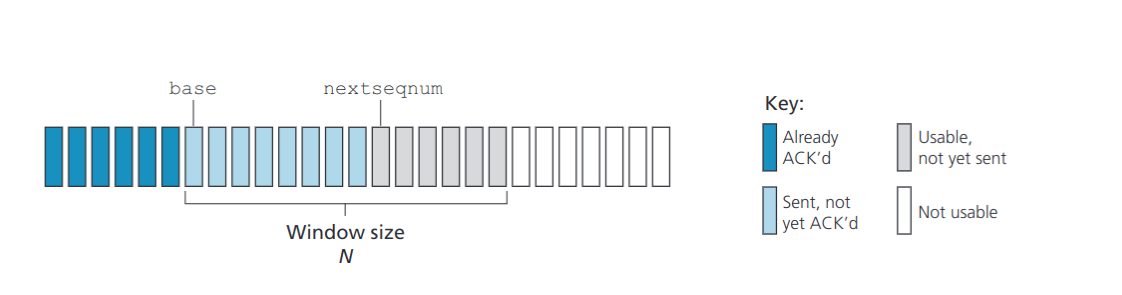 base
nextseqnum
Window size
N
Key:
Already
ACK’d
Usable,
not yet sent
Sent, not
yet ACK’d
Not usable